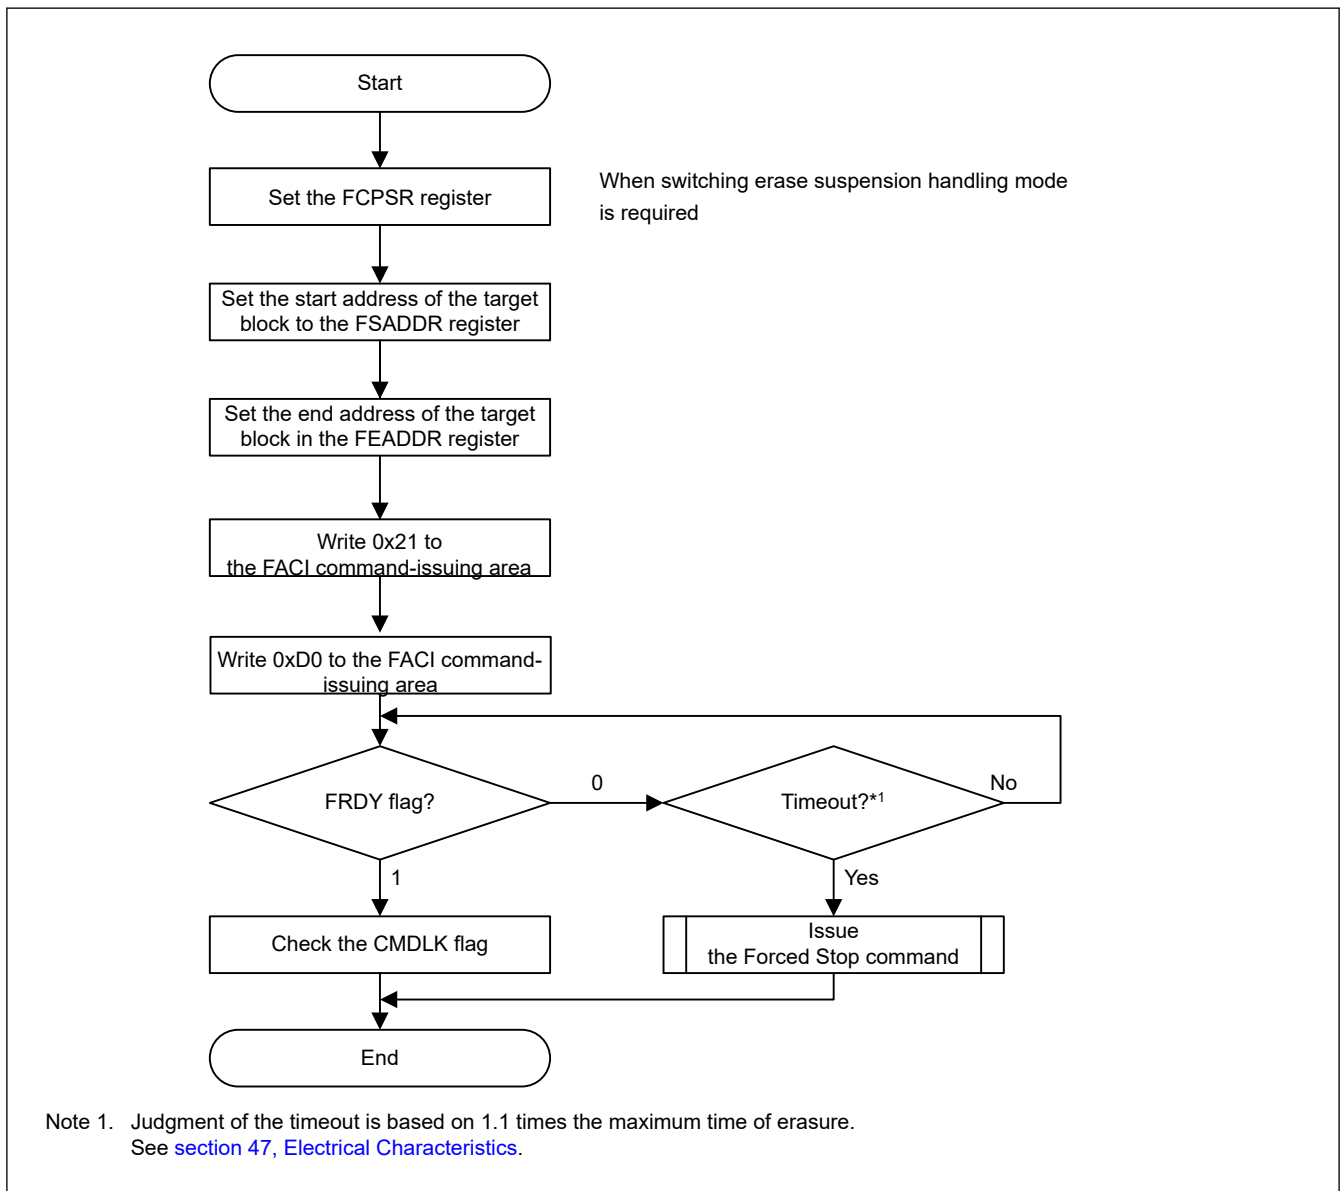 Start
Set the FCPSR register
When switching erase suspension handling mode
is required
Set the start address of the target
block to the FSADDR register
Set the end address of the target
block in the FEADDR register
Write 0x21 to
the FACI command-issuing area
Write 0xD0 to the FACI command-
issuing area
FRDY flag?
0
Timeout?*1
No
1
Yes
Check the CMDLK flag
Issue
the Forced Stop command
End
Note 1. Judgment of the timeout is based on 1.1 times the maximum time of erasure.
See section 47, Electrical Characteristics.